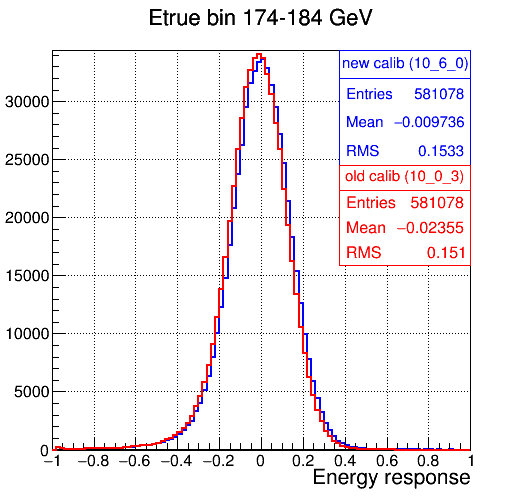 Etrue bin 174-184 GeV
new calib (10_6_0)
Entries 581078
Mean −0.009736
RMS 0.1533
old calib (10_0_3)
Entries 581078
Mean −0.02355
RMS 0.151
30000
25000
20000
15000
10000
5000
0
−1 −0.8 −0.6 −0.4 −0.2 0 0.2 0.4 0.6 0.8 1
Energy response